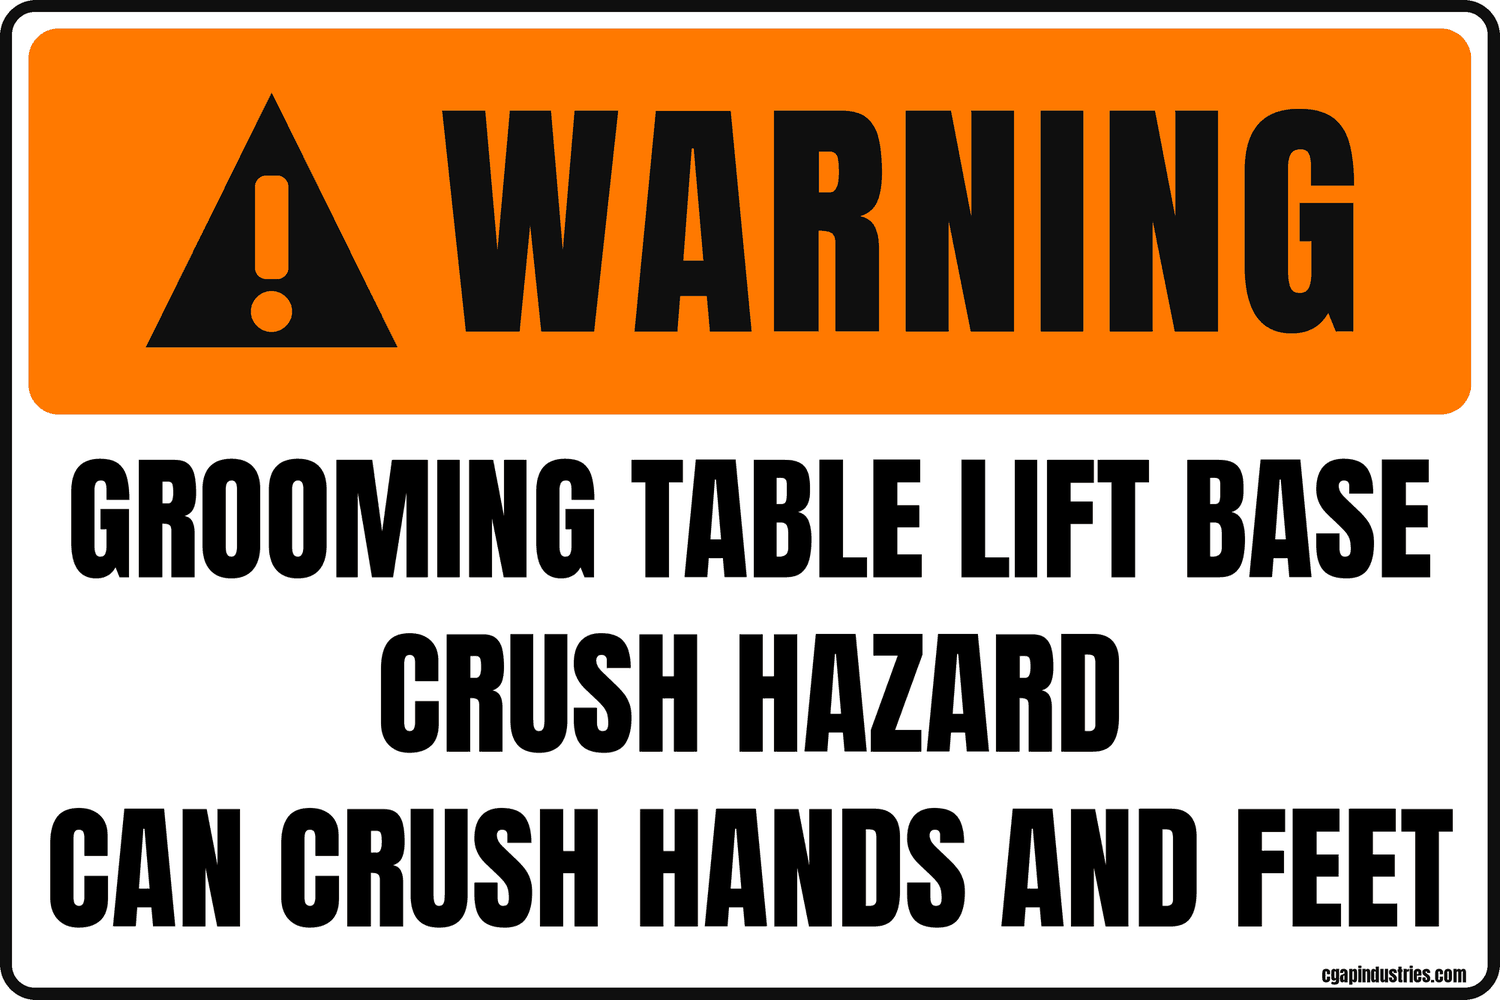 WARNING
GROOMING TABLE LIFT BASE
CRUSH HAZARD
CAN CRUSH HANDS AND FEET
cgapindustries.com